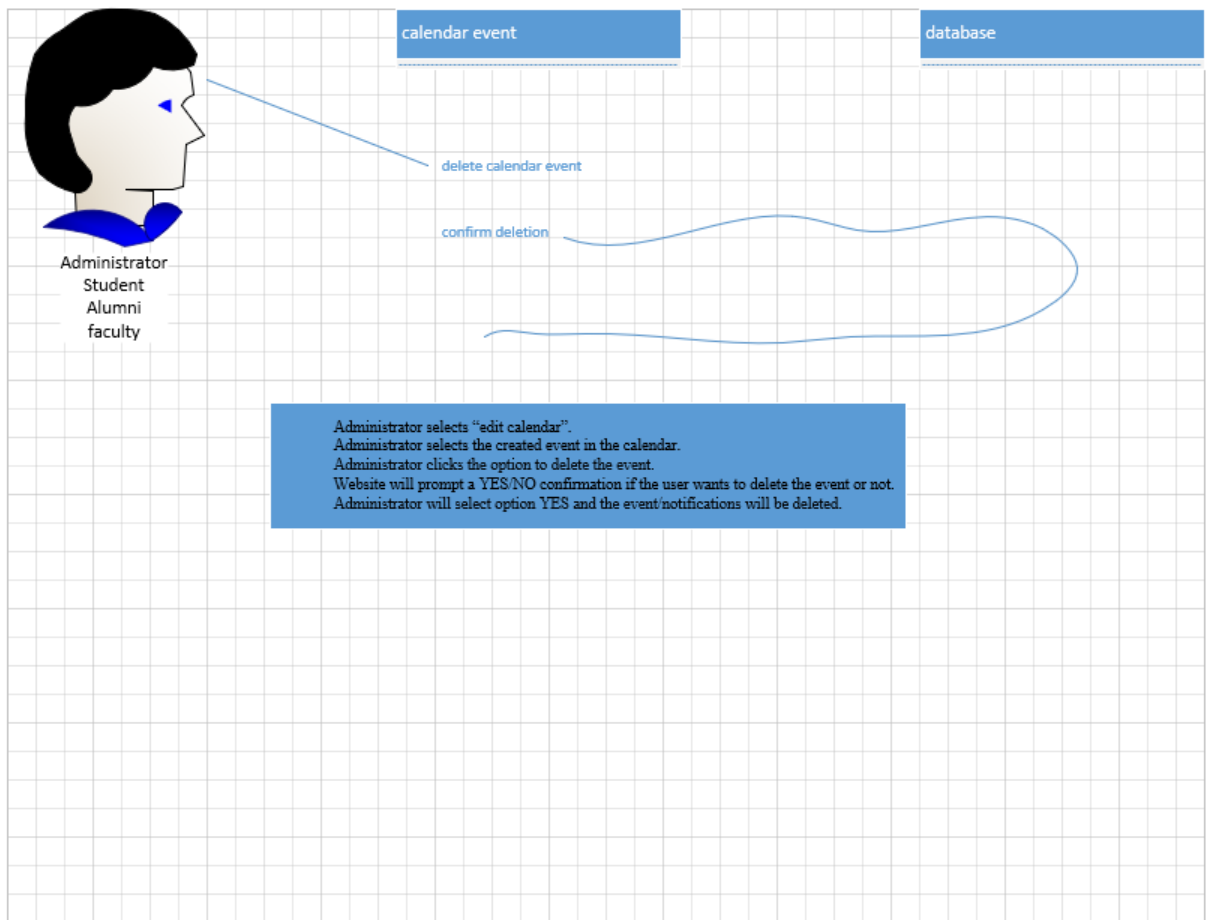 calendar event
database
delete calendar event
confirm deletion
Administrator
Student
Alumni
faculty
Administrator selects “edit calendar”.
Administrator selects the created event in the calendar.
Administrator clicks the option to delete the event.
Website will prompt a YES/NO confirmation if the user wants to delete the event or not.
Administrator will select option YES and the event/notifications will be deleted.